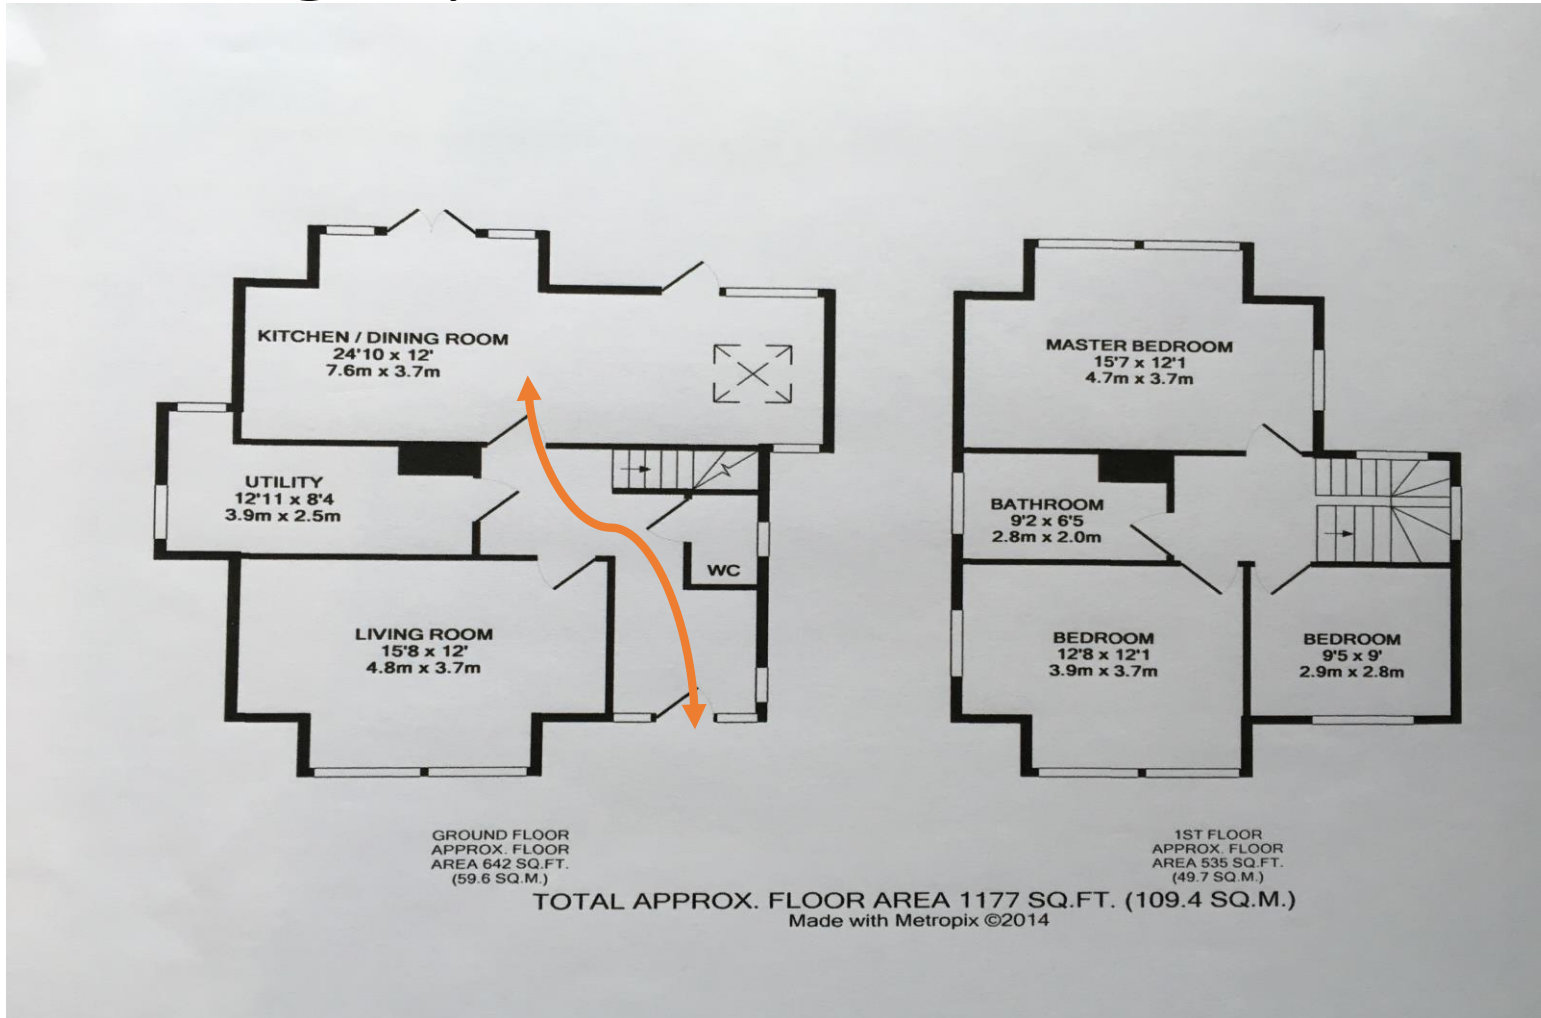 KITCHEN / DINING ROOM
24'10 x 12'
7.6m x 3.7m
UTILITY
12'11 x 8'4
3.9m x 2.5m
WC
LIVING ROOM
15'8 x 12'
4.8m x 3.7m
GROUND FLOOR
APPROX. FLOOR
AREA 642 SQ.FT.
(59.6 SQ.M.)
MASTER BEDROOM
15'7 x 12'1
4.7m x 3.7m
BATHROOM
9'2 x 6'5
2.8m x 2.0m
BEDROOM
12'8 x 12'1
3.9m x 3.7m
BEDROOM
9'5 x 9'
2.9m x 2.8m
1ST FLOOR
APPROX. FLOOR
AREA 535 SQ.FT.
(49.7 SQ.M.)
TOTAL APPROX. FLOOR AREA 1177 SQ.FT. (109.4 SQ.M.)
Made with Metropix ©2014